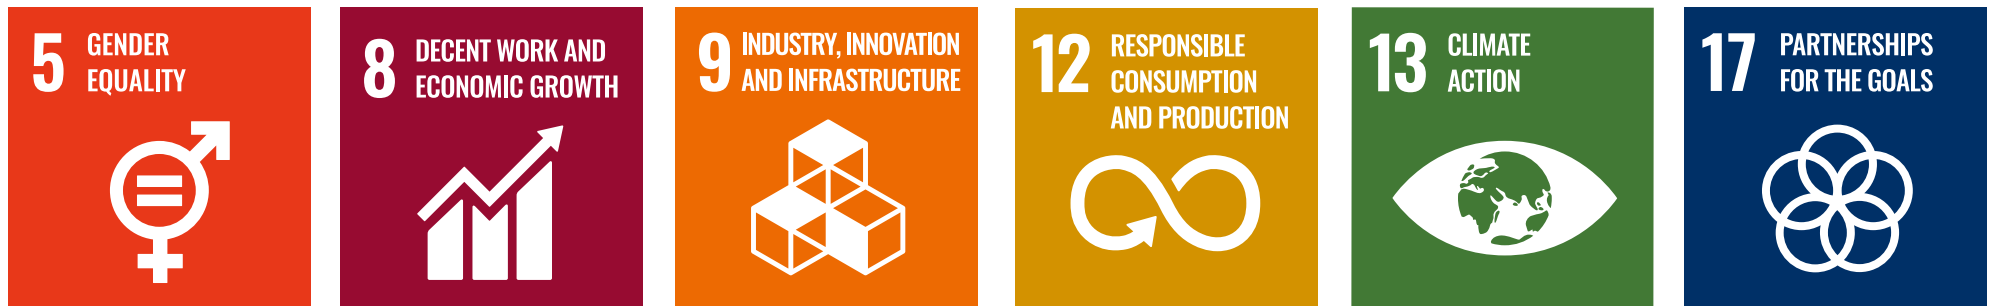 5 GENDER
EQUALITY
8 DECENT WORK AND
ECONOMIC GROWTH
9 INDUSTRY, INNOVATION
AND INFRASTRUCTURE
12 RESPONSIBLE
CONSUMPTION
AND PRODUCTION
13 CLIMATE
ACTION
17 PARTNERSHIPS
FOR THE GOALS